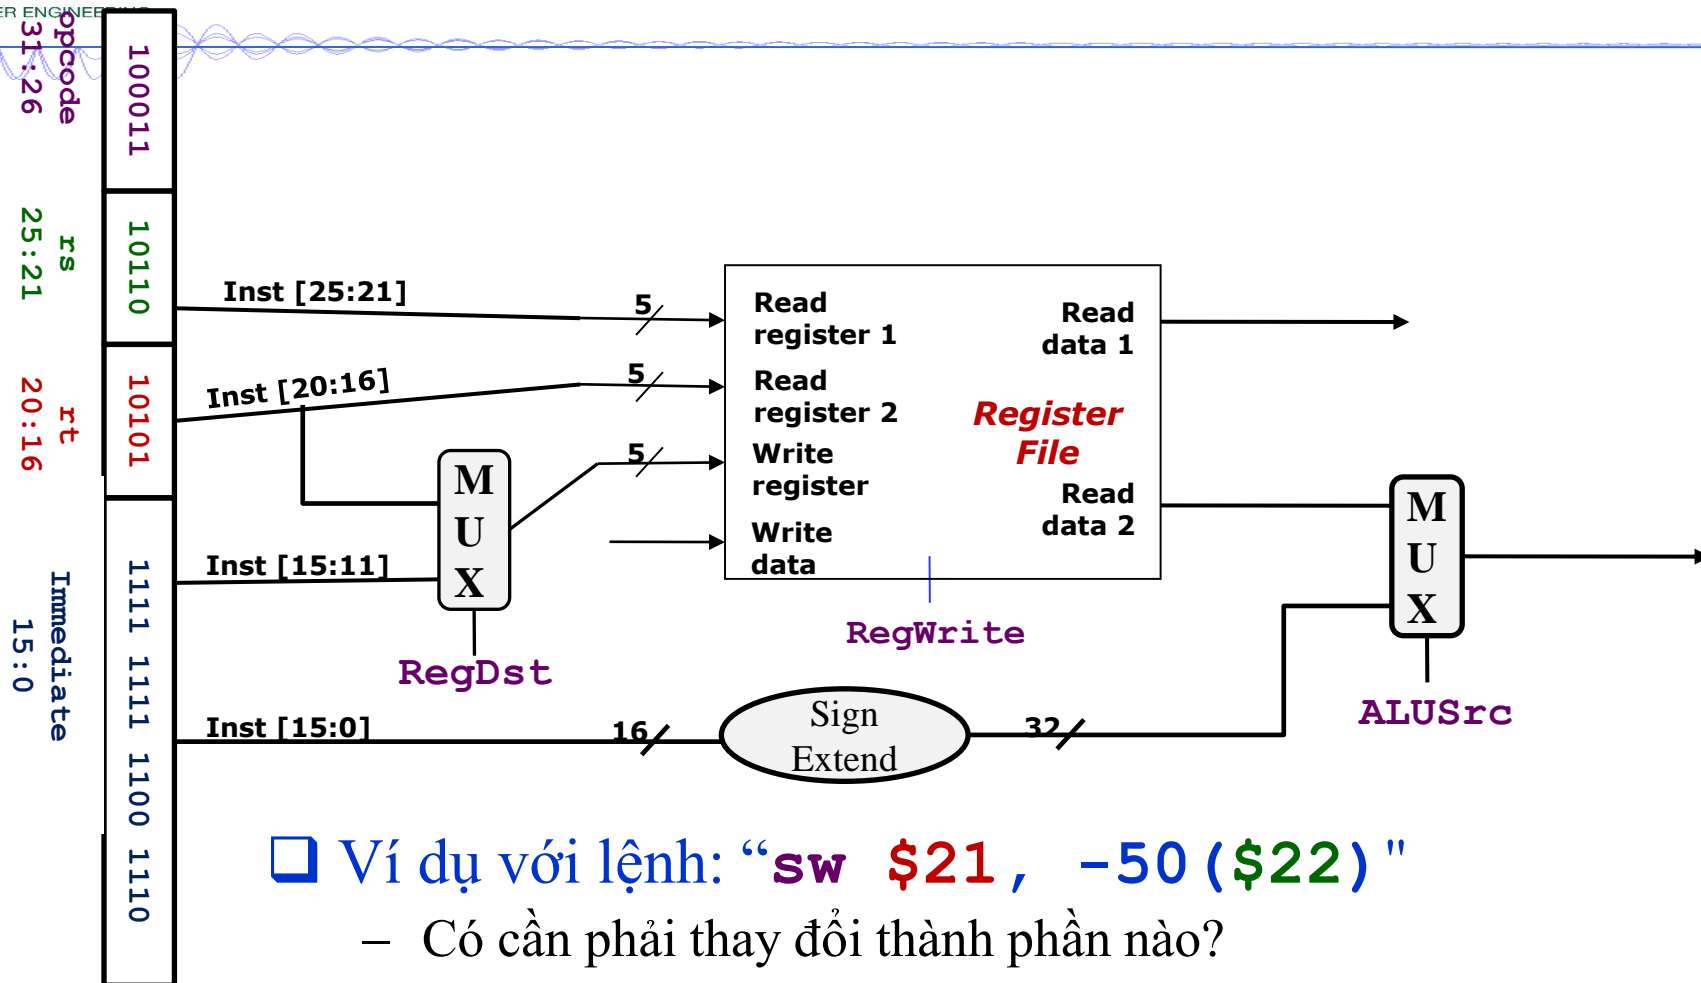 ER ENGINEERING
opcode
31:26
100011
rs
25:21
10110
rt
20:16
10101
Immediate
15:0
1111 1111 1100 1110
Inst [25:21]
5
Inst [20:16]
5
5
Inst [15:11]
M
U
X
RegDst
Inst [15:0]
16
Sign
Extend
32
Read
register 1
Read
register 2
Write
register
Write
data
Register
File
Read
data 1
Read
data 2
RegWrite
M
U
X
ALUSrc
Ví dụ với lệnh: “sw $21, -50($22)"
– Có cần phải thay đổi thành phần nào?